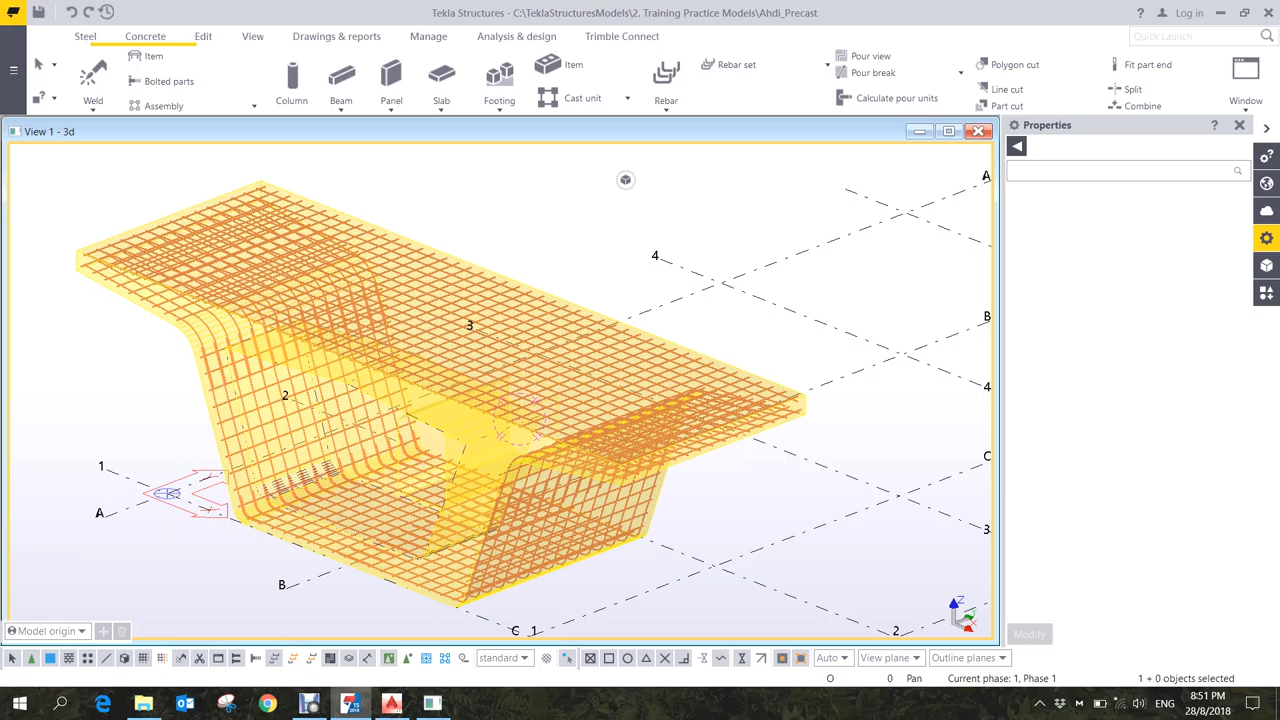 Tekla Structures - C:\TeklaStructuresModels\2. Training Practice Models\Ahdi_Precast
? Log in
Steel Concrete Edit View Drawings & reports Manage Analysis & design Trimble Connect Quick Launch
Item
Bolted parts
Assembly
Weld
Column Beam Panel Slab Footing
Item
Cast unit
Rebar
Rebar set
Pour view
Pour break
Calculate pour units
Polygon cut
Line cut
Part cut
Fit part end
Split
Combine
Window
View 1 - 3d
Properties ?
A
4
B
3
4
2
C
1
A
3
B
C 1
2
Model origin
Modify
standard Auto View plane Outline planes
O 0 Pan Current phase: 1, Phase 1 1 + 0 objects selected
TS
2018
ENG
8:51 PM
28/8/2018